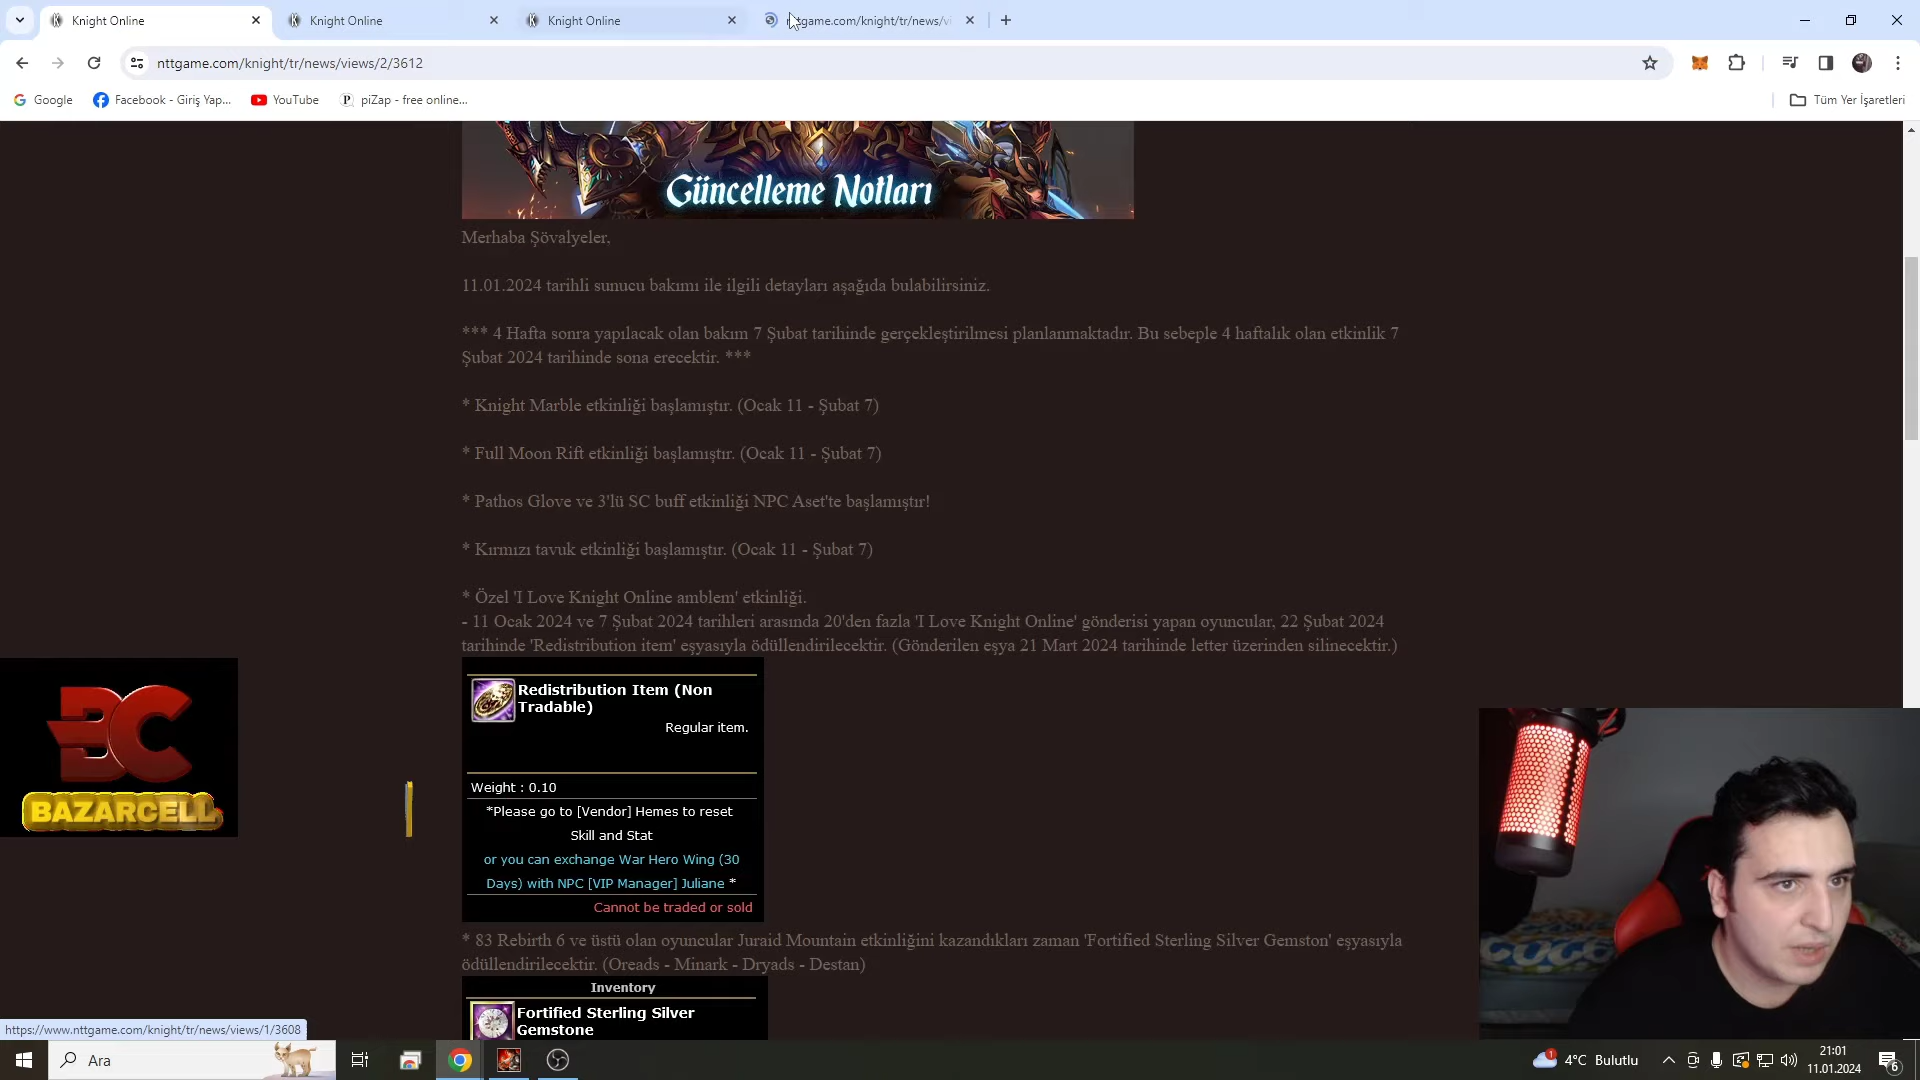 Knight Online
Knight Online
Knight Online
nttgame.com/knight/tr/news/vi
nttgame.com/knight/tr/news/views/2/3612
Google
Facebook - Giriş Yap...
YouTube
piZap - free online...
Tüm Yer İşaretleri
Güncelleme Notları
Merhaba Şövalyeler,
11.01.2024 tarihli sunucu bakımı ile ilgili detayları aşağıda bulabilirsiniz.
*** 4 Hafta sonra yapılacak olan bakım 7 Şubat tarihinde gerçekleştirilmesi planlanmaktadır. Bu sebeple 4 haftalık olan etkinlik 7
Şubat 2024 tarihinde sona erecektir. ***
* Knight Marble etkinliği başlamıştır. (Ocak 11 - Şubat 7)
* Full Moon Rift etkinliği başlamıştır. (Ocak 11 - Şubat 7)
* Pathos Glove ve 3'lü SC buff etkinliği NPC Aset'te başlamıştır!
* Kırmızı tavuk etkinliği başlamıştır. (Ocak 11 - Şubat 7)
* Özel 'I Love Knight Online amblem' etkinliği.
- 11 Ocak 2024 ve 7 Şubat 2024 tarihleri arasında 20'den fazla 'I Love Knight Online' gönderisi yapan oyuncular, 22 Şubat 2024
tarihinde 'Redistribution item' eşyasıyla ödüllendirilecektir. (Gönderilen eşya 21 Mart 2024 tarihinde letter üzerinden silinecektir.)
Redistribution Item (Non
Tradable)
Regular item.
Weight : 0.10
*Please go to [Vendor] Hemes to reset
Skill and Stat
or you can exchange War Hero Wing (30
Days) with NPC [VIP Manager] Juliane *
Cannot be traded or sold
* 83 Rebirth 6 ve üstü olan oyuncular Juraid Mountain etkinliğini kazandıkları zaman 'Fortified Sterling Silver Gemston' eşyasıyla
ödüllendirilecektir. (Oreads - Minark - Dryads - Destan)
Inventory
Fortified Sterling Silver
Gemstone
BC
BAZARCELL
https://www.nttgame.com/knight/tr/news/views/1/3608
Ara
1
4°C Bulutlu
21:01
11.01.2024
6